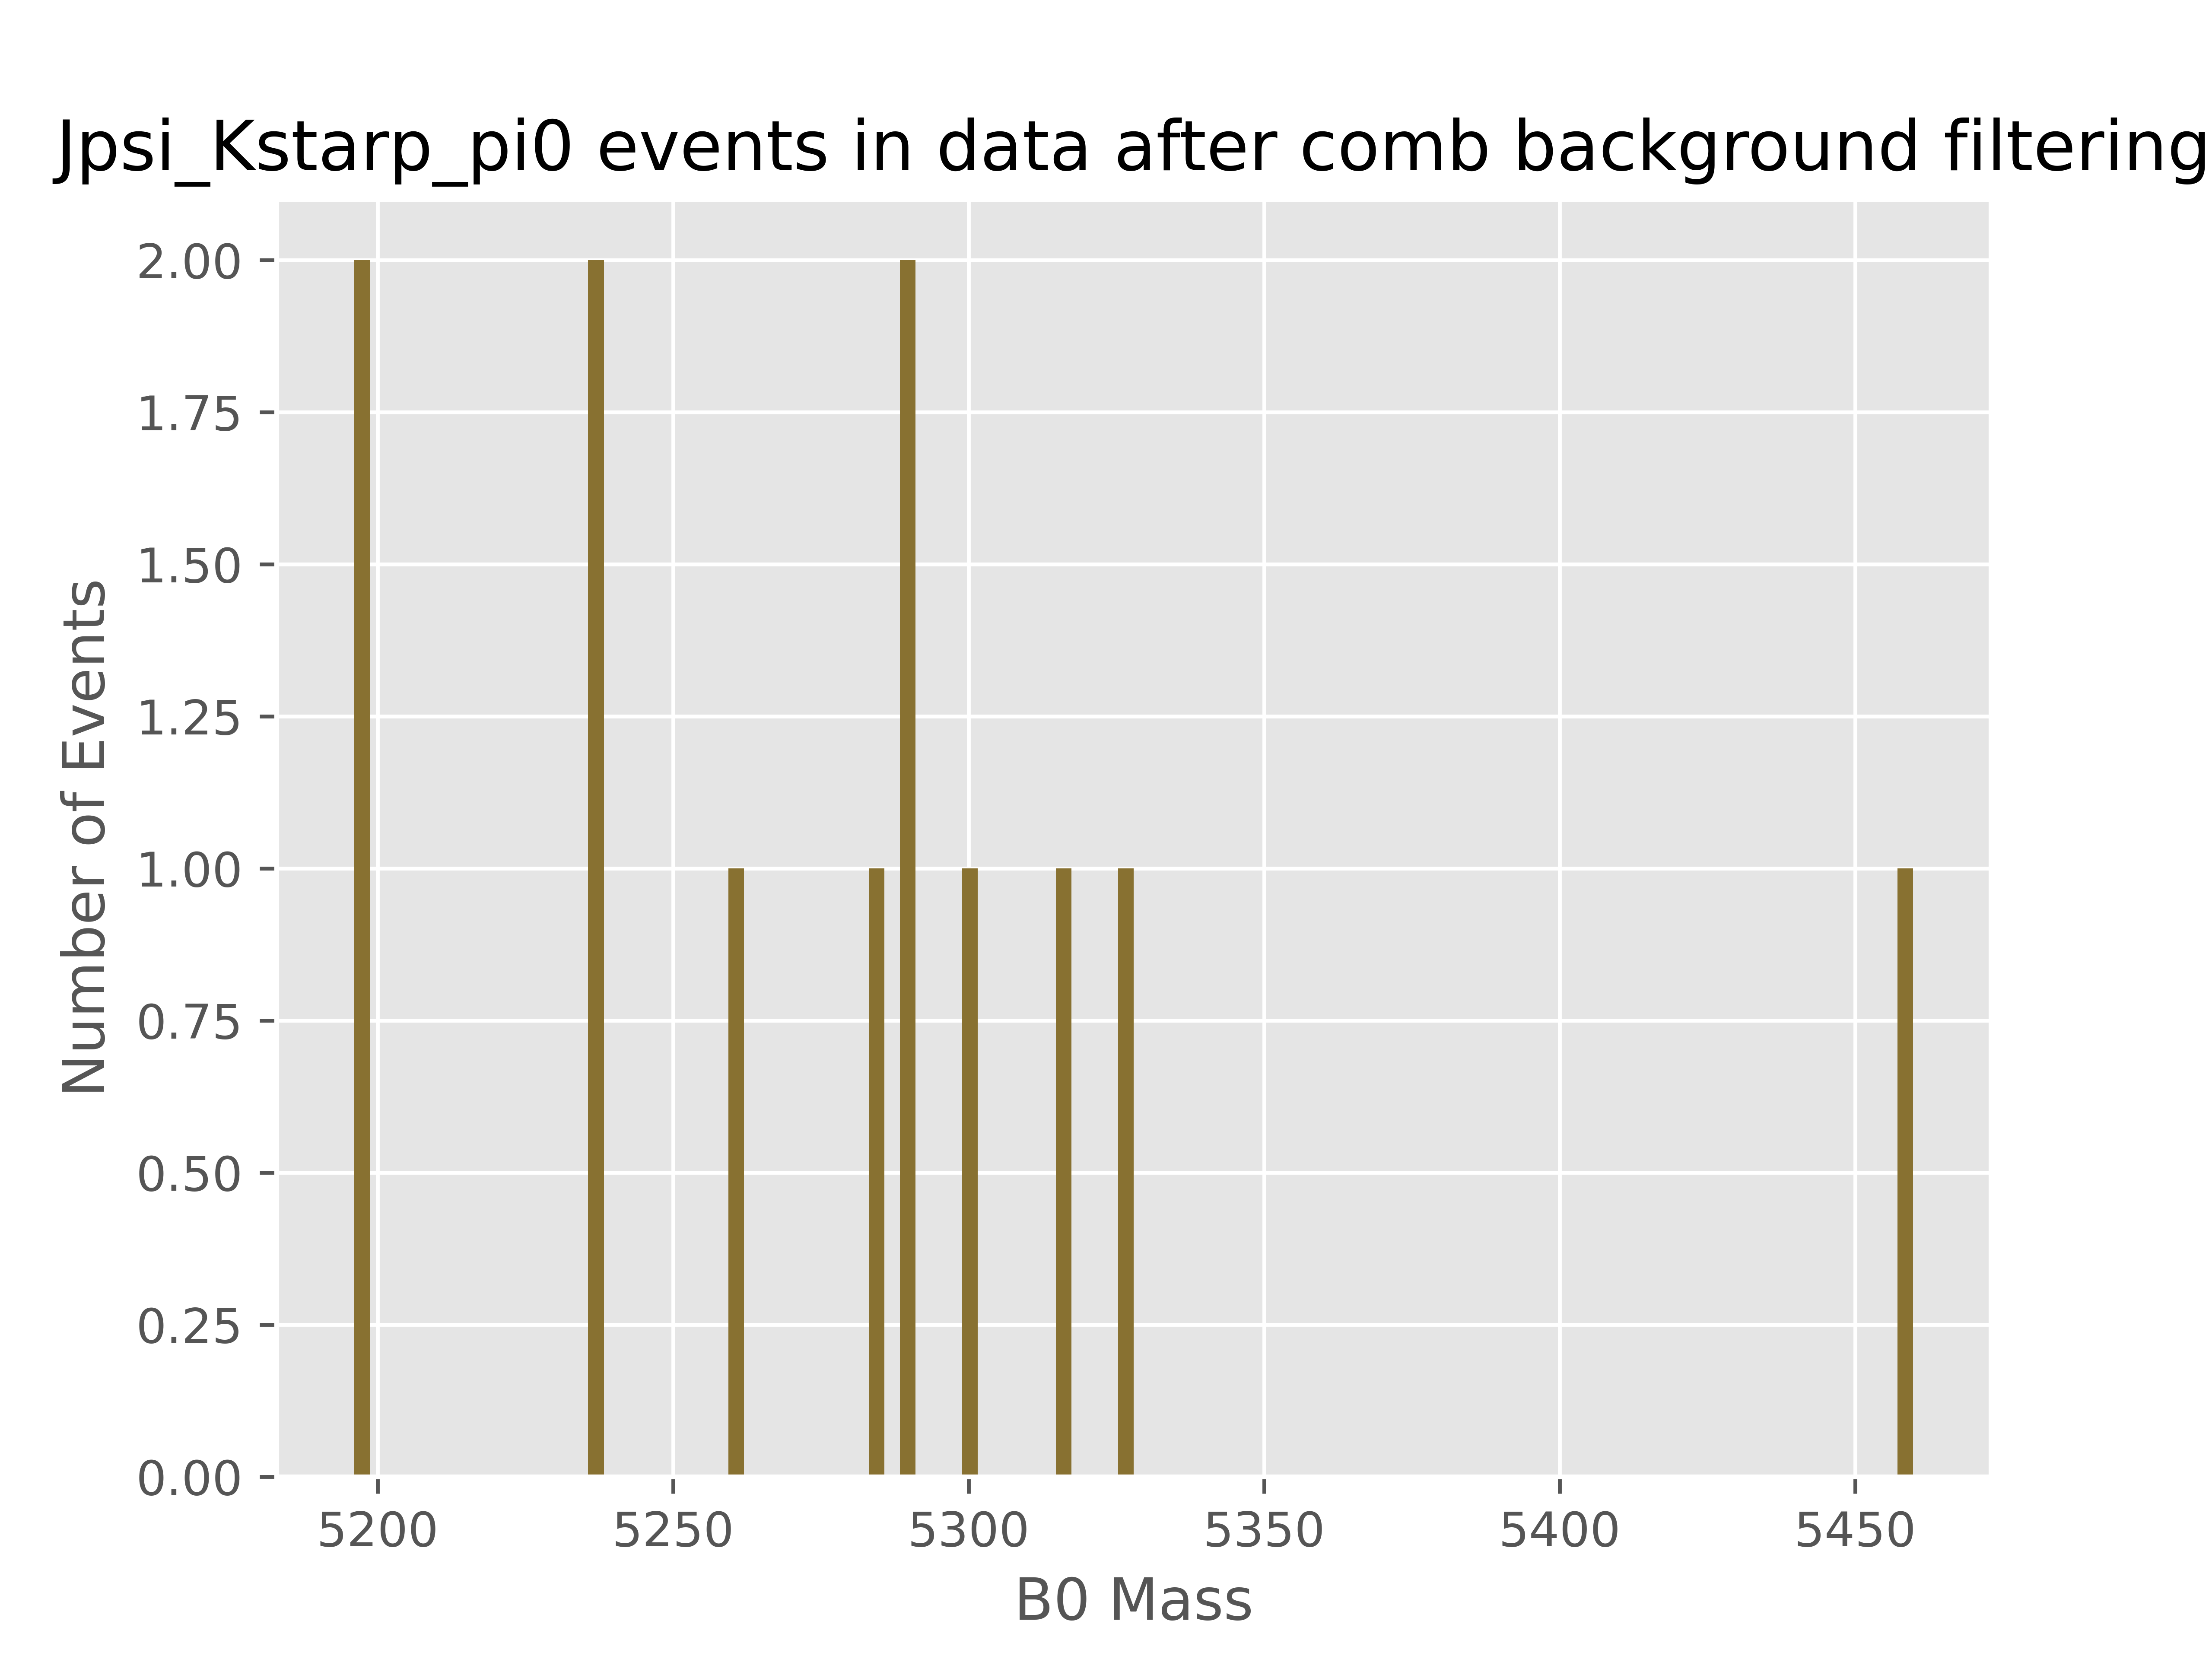 Jpsi_Kstarp_pi0 events in data after comb background filtering
Number of Events
2.00
1.75
1.50
1.25
1.00
0.75
0.50
0.25
0.00
5200 5250 5300 5350 5400 5450
B0 Mass